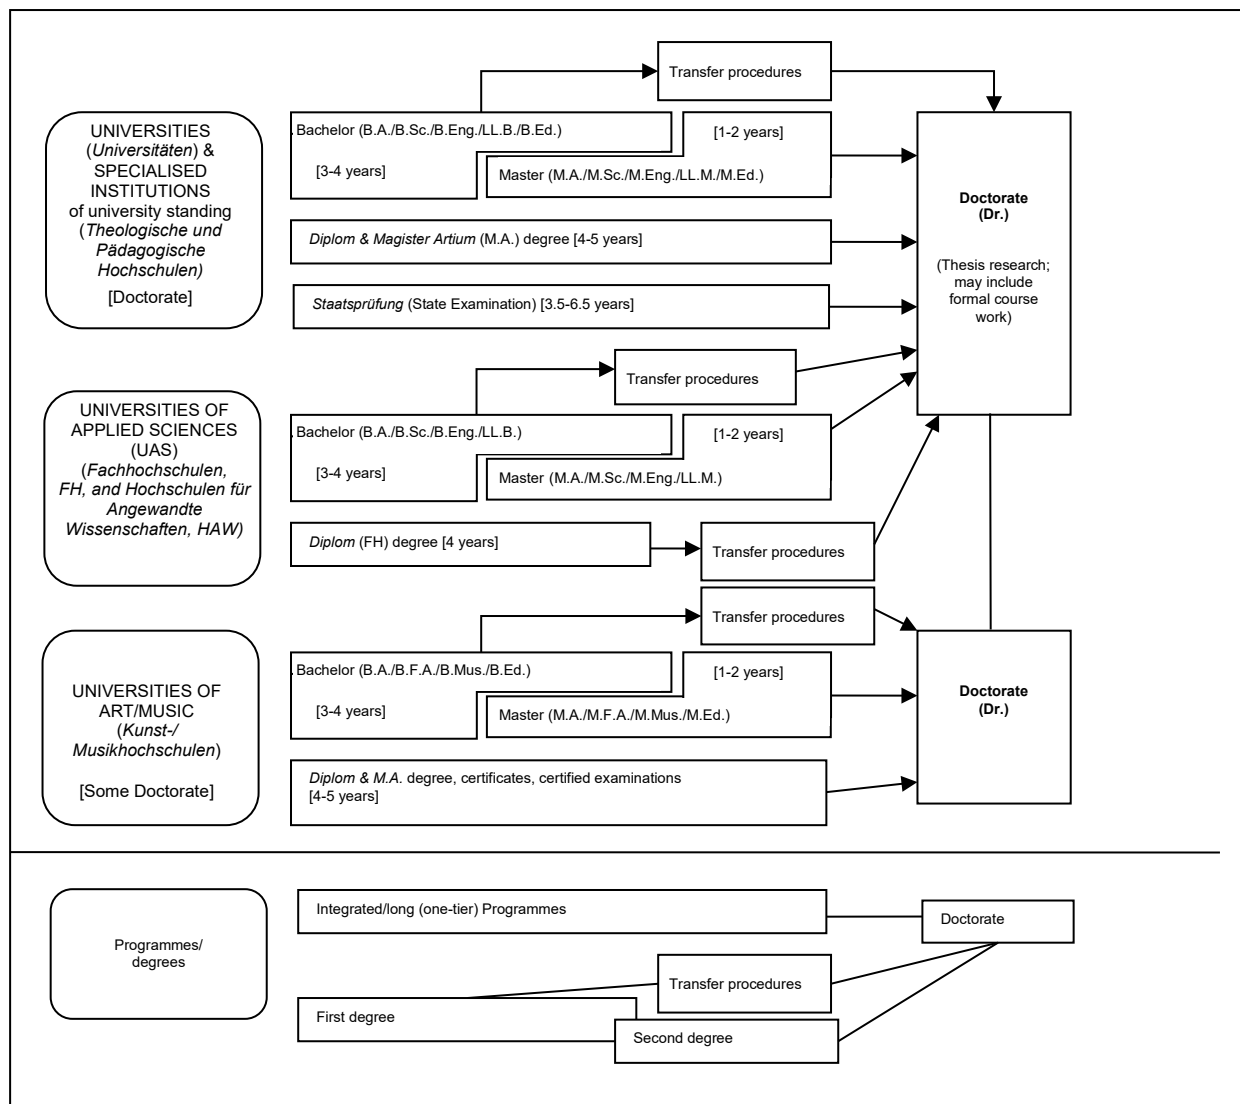 Transfer procedures
UNIVERSITIES
(Universitäten) &
SPECIALISED
INSTITUTIONS
of university standing
(Theologische und
Pädagogische
Hochschulen)
[Doctorate]
Bachelor (B.A./B.Sc./B.Eng./LL.B./B.Ed.)
[3-4 years]
[1-2 years]
Master (M.A./M.Sc./M.Eng./LL.M./M.Ed.)
Diplom & Magister Artium (M.A.) degree [4-5 years]
Staatsprüfung (State Examination) [3.5-6.5 years]
Doctorate
(Dr.)
(Thesis research;
may include
formal course
work)
Transfer procedures
UNIVERSITIES OF
APPLIED SCIENCES
(UAS)
(Fachhochschulen,
FH, and Hochschulen für
Angewandte
Wissenschaften, HAW)
Bachelor (B.A./B.Sc./B.Eng./LL.B.)
[3-4 years]
[1-2 years]
Master (M.A./M.Sc./M.Eng./LL.M.)
Diplom (FH) degree [4 years]
Transfer procedures
Transfer procedures
UNIVERSITIES OF
ART/MUSIC
(Kunst-/
Musikhochschulen)
[Some Doctorate]
Bachelor (B.A./B.F.A./B.Mus./B.Ed.)
[3-4 years]
[1-2 years]
Master (M.A./M.F.A./M.Mus./M.Ed.)
Diplom & M.A. degree, certificates, certified examinations
[4-5 years]
Doctorate
(Dr.)
Programmes/
degrees
Integrated/long (one-tier) Programmes
Doctorate
Transfer procedures
First degree
Second degree